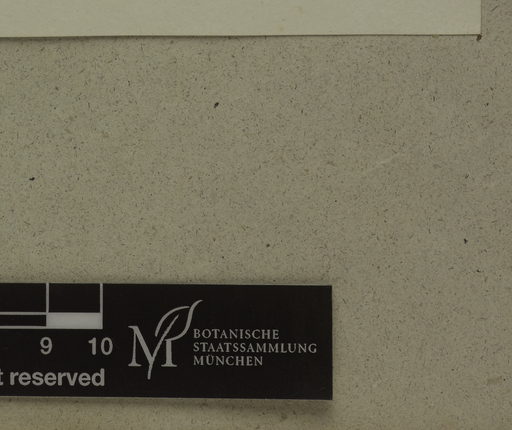 9 10
t reserved
BOTANISCHE
STAATSSAMMLUNG
MÜNCHEN